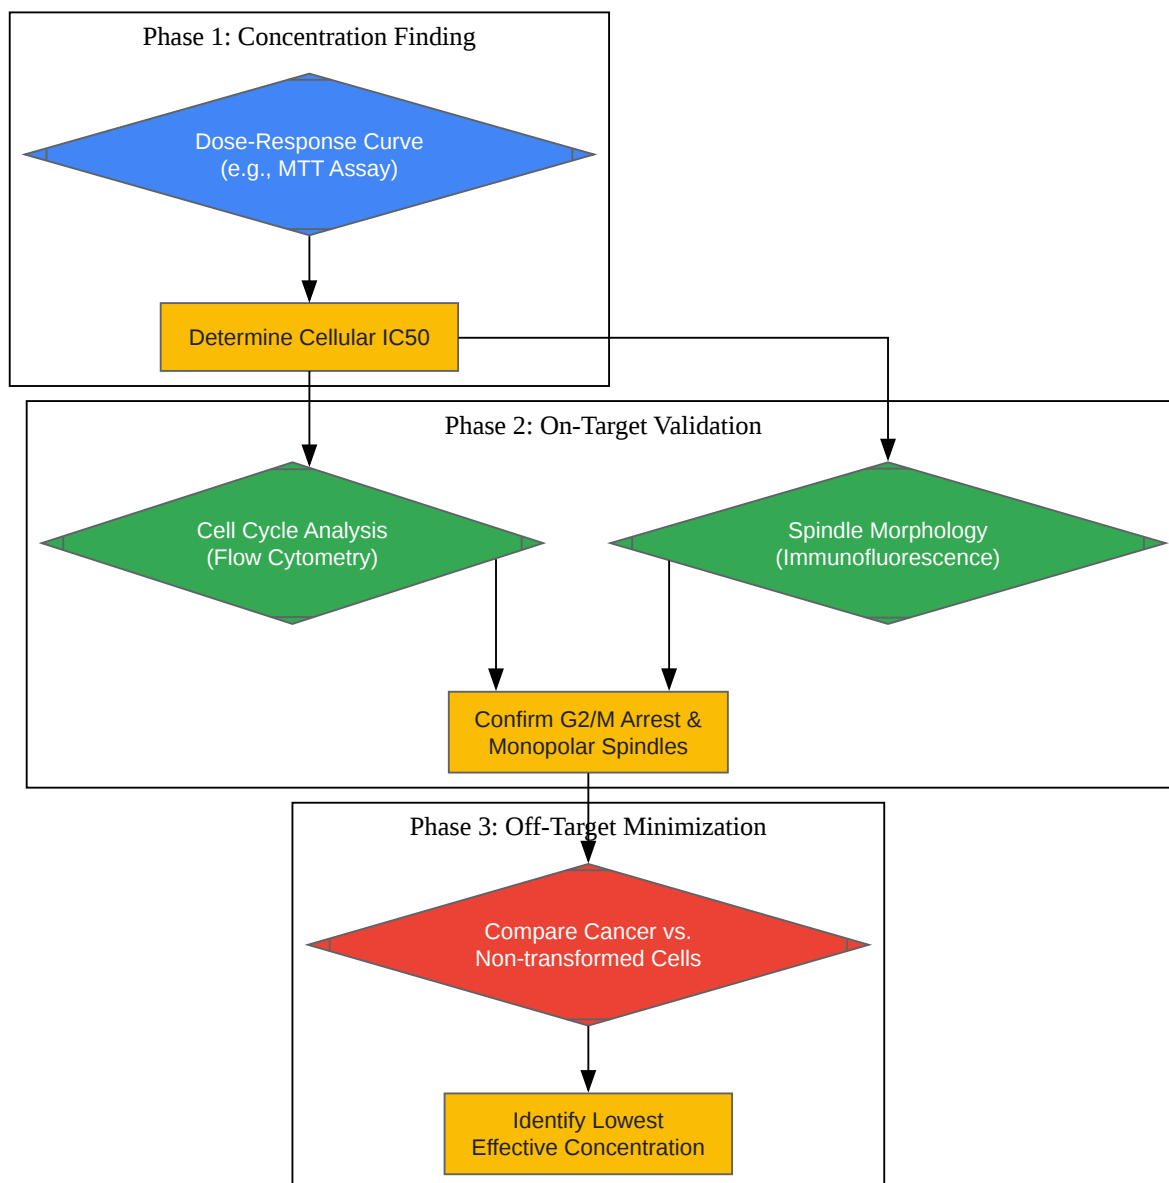 Phase 1: Concentration Finding
Dose-Response Curve
(e.g., MTT Assay)
Determine Cellular IC50
Phase 2: On-Target Validation
Cell Cycle Analysis
(Flow Cytometry)
Spindle Morphology
(Immunofluorescence)
Confirm G2/M Arrest &
Monopolar Spindles
Phase 3: Off-Target Minimization
Compare Cancer vs.
Non-transformed Cells
Identify Lowest
Effective Concentration